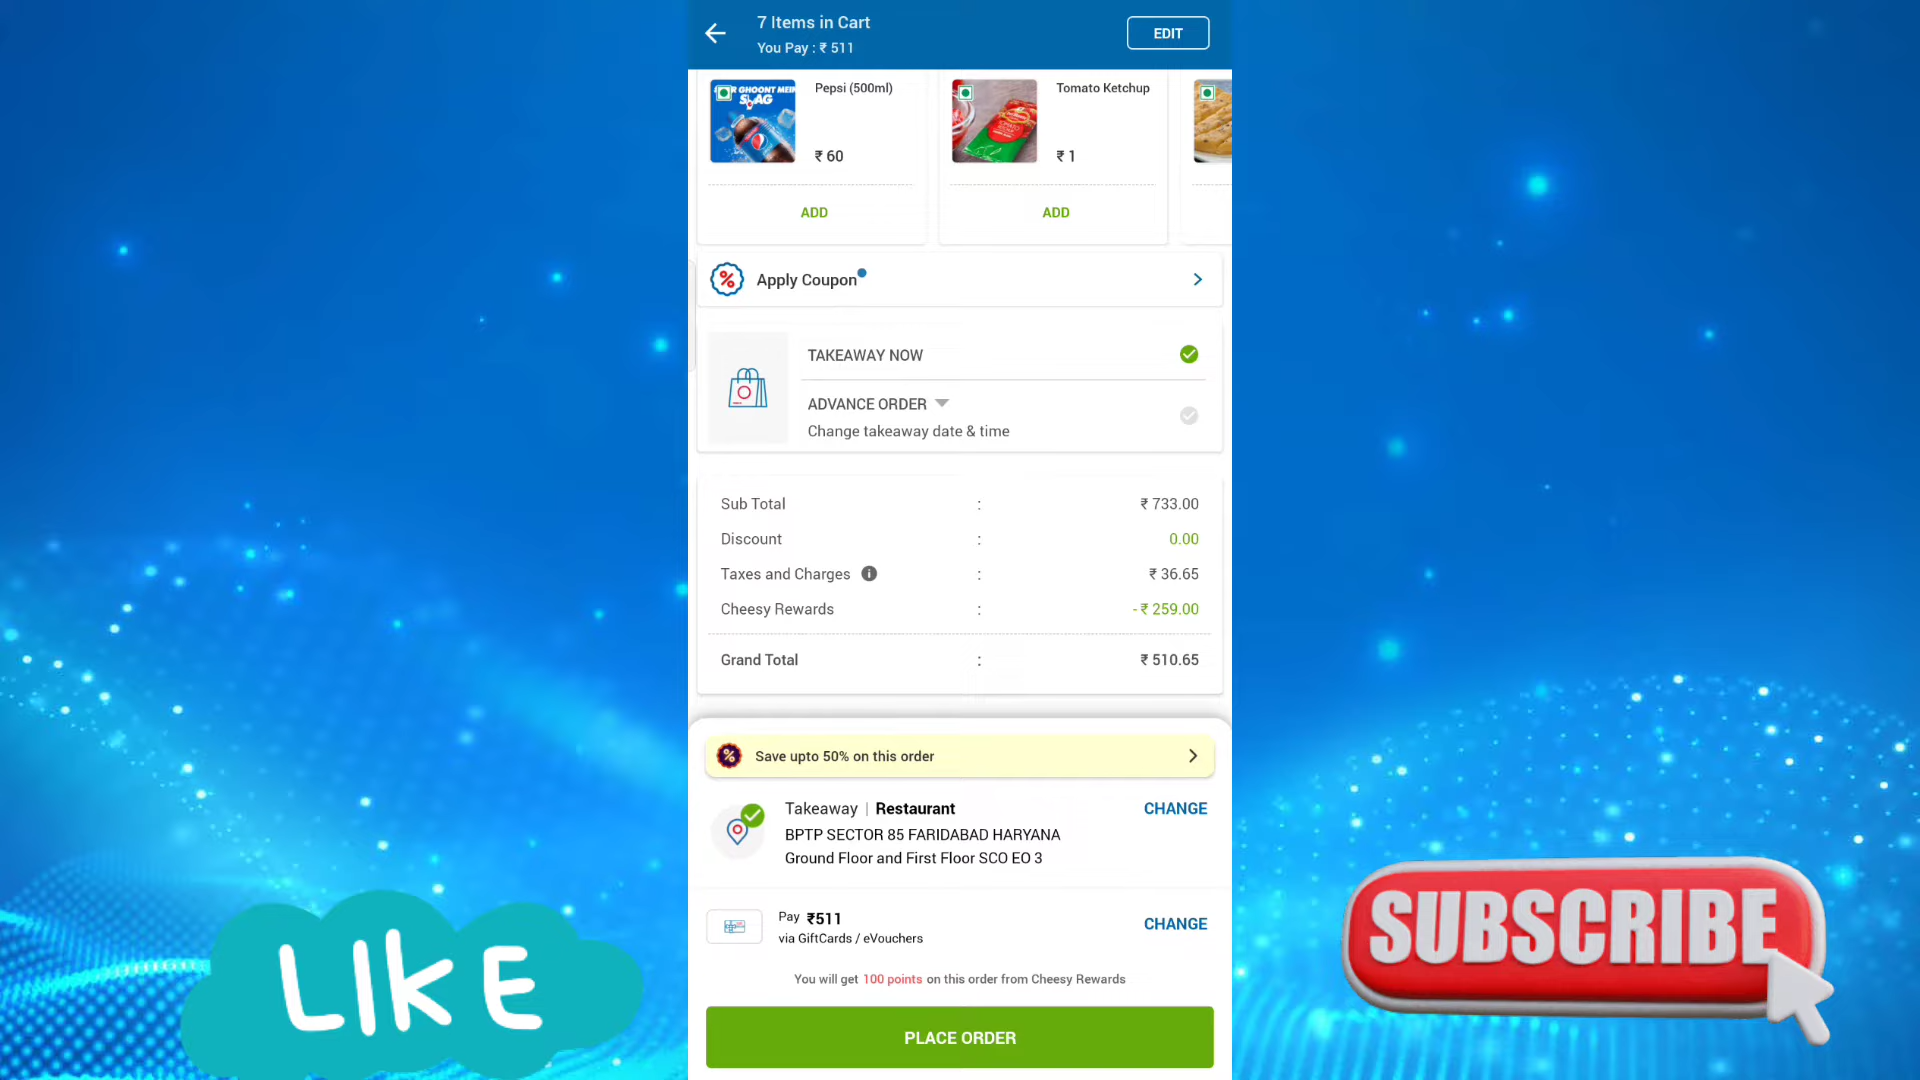 7 Items in Cart
You Pay : ₹ 511
EDIT
Pepsi (500ml)
₹ 60
ADD
Tomato Ketchup
₹ 1
ADD
Apply Coupon
TAKEAWAY NOW
ADVANCE ORDER
Change takeaway date & time
Sub Total : ₹ 733.00
Discount : 0.00
Taxes and Charges : ₹ 36.65
Cheesy Rewards : - ₹ 259.00
Grand Total : ₹ 510.65
Save upto 50% on this order
Takeaway | Restaurant
CHANGE
BPTP SECTOR 85 FARIDABAD HARYANA
Ground Floor and First Floor SCO EO 3
Pay ₹511
via GiftCards / eVouchers
CHANGE
You will get 100 points on this order from Cheesy Rewards
PLACE ORDER
LIKE
SUBSCRIBE